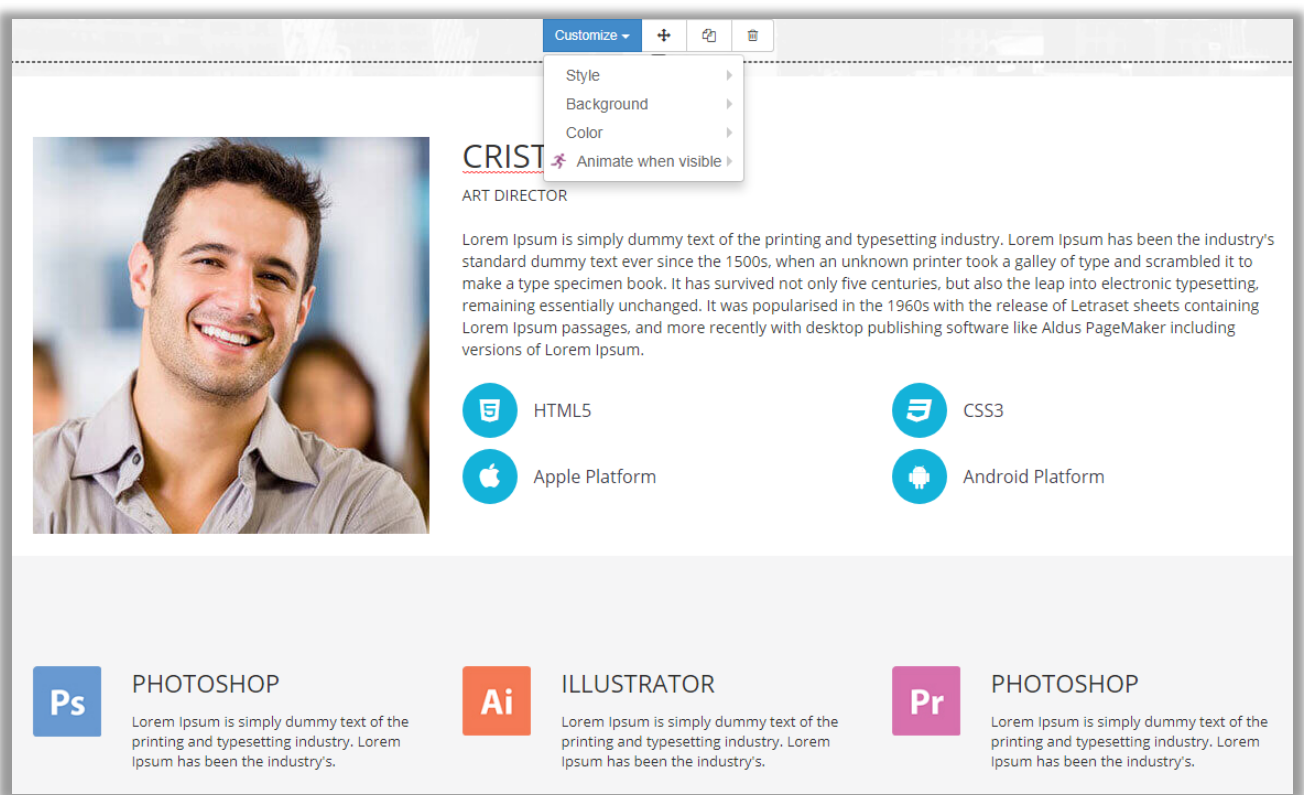 Customize
Style
Background
Color
Animate when visible
CRIST
ART DIRECTOR
Lorem Ipsum is simply dummy text of the printing and typesetting industry. Lorem Ipsum has been the industry's
standard dummy text ever since the 1500s, when an unknown printer took a galley of type and scrambled it to
make a type specimen book. It has survived not only five centuries, but also the leap into electronic typesetting,
remaining essentially unchanged. It was popularised in the 1960s with the release of Letraset sheets containing
Lorem Ipsum passages, and more recently with desktop publishing software like Aldus PageMaker including
versions of Lorem Ipsum.
HTML5
CSS3
Apple Platform
Android Platform
Ps
PHOTOSHOP
Lorem Ipsum is simply dummy text of the
printing and typesetting industry. Lorem
Ipsum has been the industry's.
Ai
ILLUSTRATOR
Lorem Ipsum is simply dummy text of the
printing and typesetting industry. Lorem
Ipsum has been the industry's.
Pr
PHOTOSHOP
Lorem Ipsum is simply dummy text of the
printing and typesetting industry. Lorem
Ipsum has been the industry's.